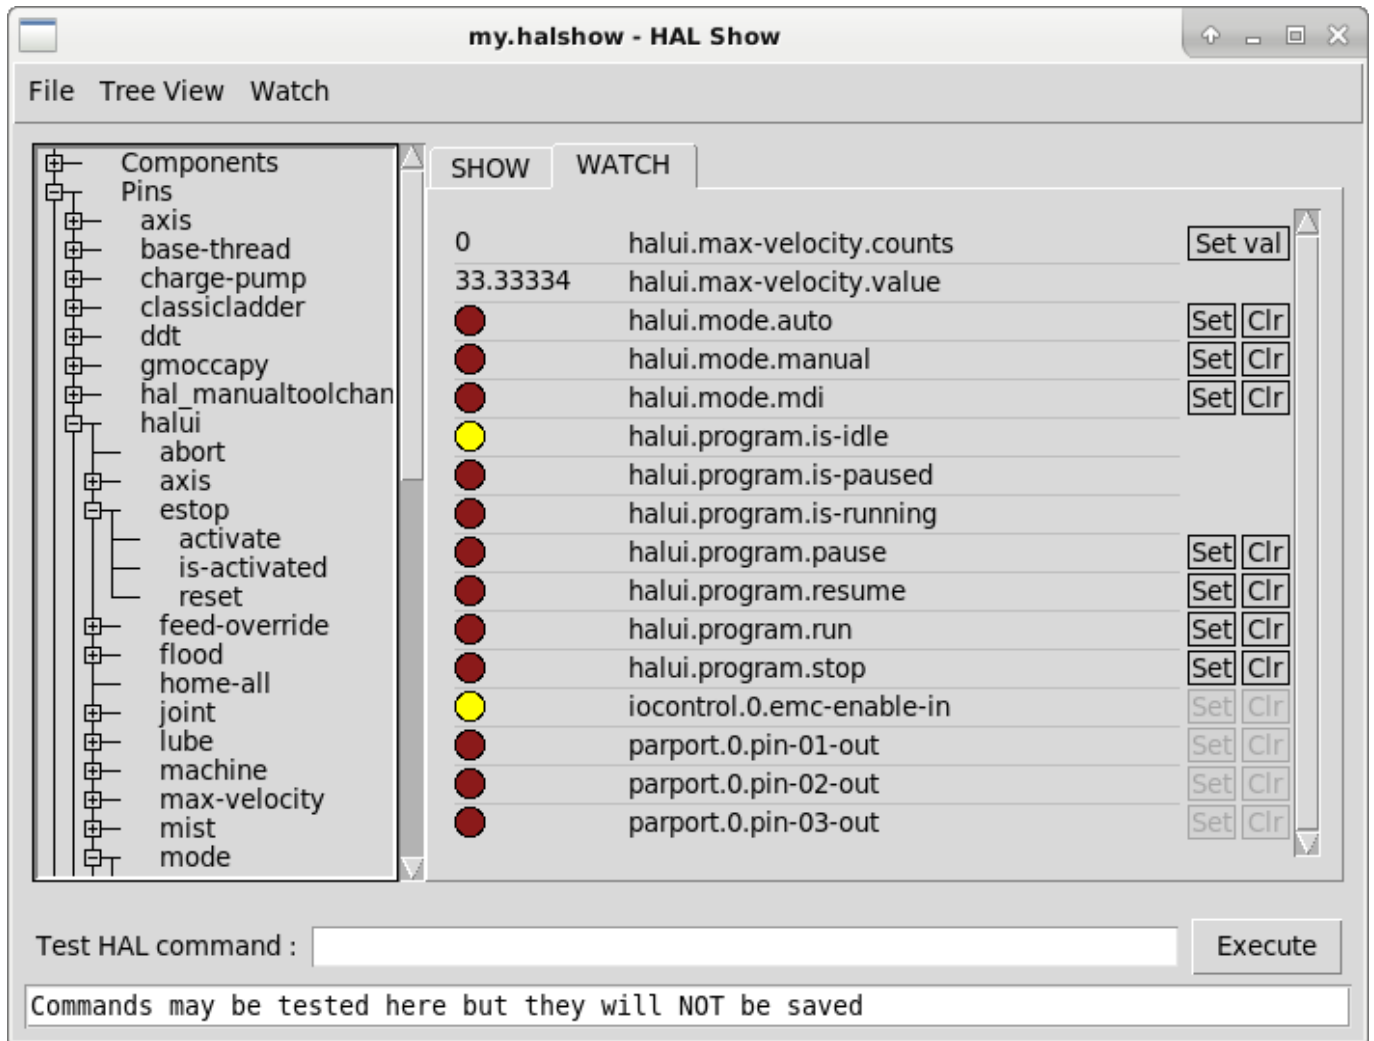 my.halshow - HAL Show
File Tree View Watch
Components
Pins
axis
base-thread
charge-pump
classicladder
ddt
gmoccapy
hal_manualtoolchan
halui
abort
axis
estop
activate
is-activated
reset
feed-override
flood
home-all
joint
lube
machine
max-velocity
mist
mode
SHOW WATCH
0 halui.max-velocity.counts Set val
33.33334 halui.max-velocity.value
halui.mode.auto Set Clr
halui.mode.manual Set Clr
halui.mode.mdi Set Clr
halui.program.is-idle
halui.program.is-paused
halui.program.is-running
halui.program.pause Set Clr
halui.program.resume Set Clr
halui.program.run Set Clr
halui.program.stop Set Clr
iocontrol.0.emc-enable-in Set Clr
parport.0.pin-01-out Set Clr
parport.0.pin-02-out Set Clr
parport.0.pin-03-out Set Clr
Test HAL command : Execute
Commands may be tested here but they will NOT be saved